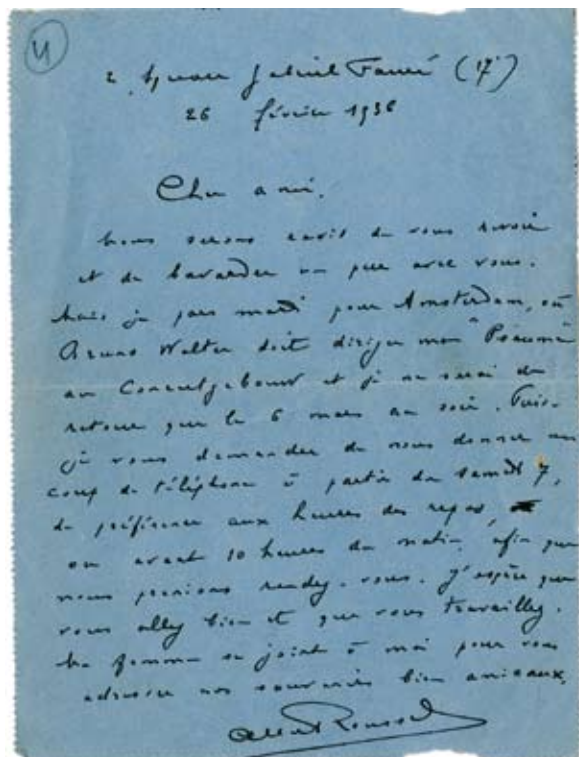 4
2, Square Gabriel Fauré (17e)
26 février 1936
Cher ami,
Nous serons ravis de vous revoir
et de bavarder un peu avec vous.
Mais je pars mardi pour Amsterdam, où
Bruno Walter doit diriger mon "Psaume"
au Concertgebouw et je ne serai de
retour que le 6 mars au soir. Puis-
je vous demander de nous donner un
coup de téléphone à partir du samedi 7,
de préférence aux heures des repas,
ou avant 10 heures du matin, afin que
nous prenions rendez-vous. J'espère que
vous allez bien et que vous travaillez.
Ma femme se joint à moi pour vous
adresser nos souvenirs bien amicaux.
Albert Roussel